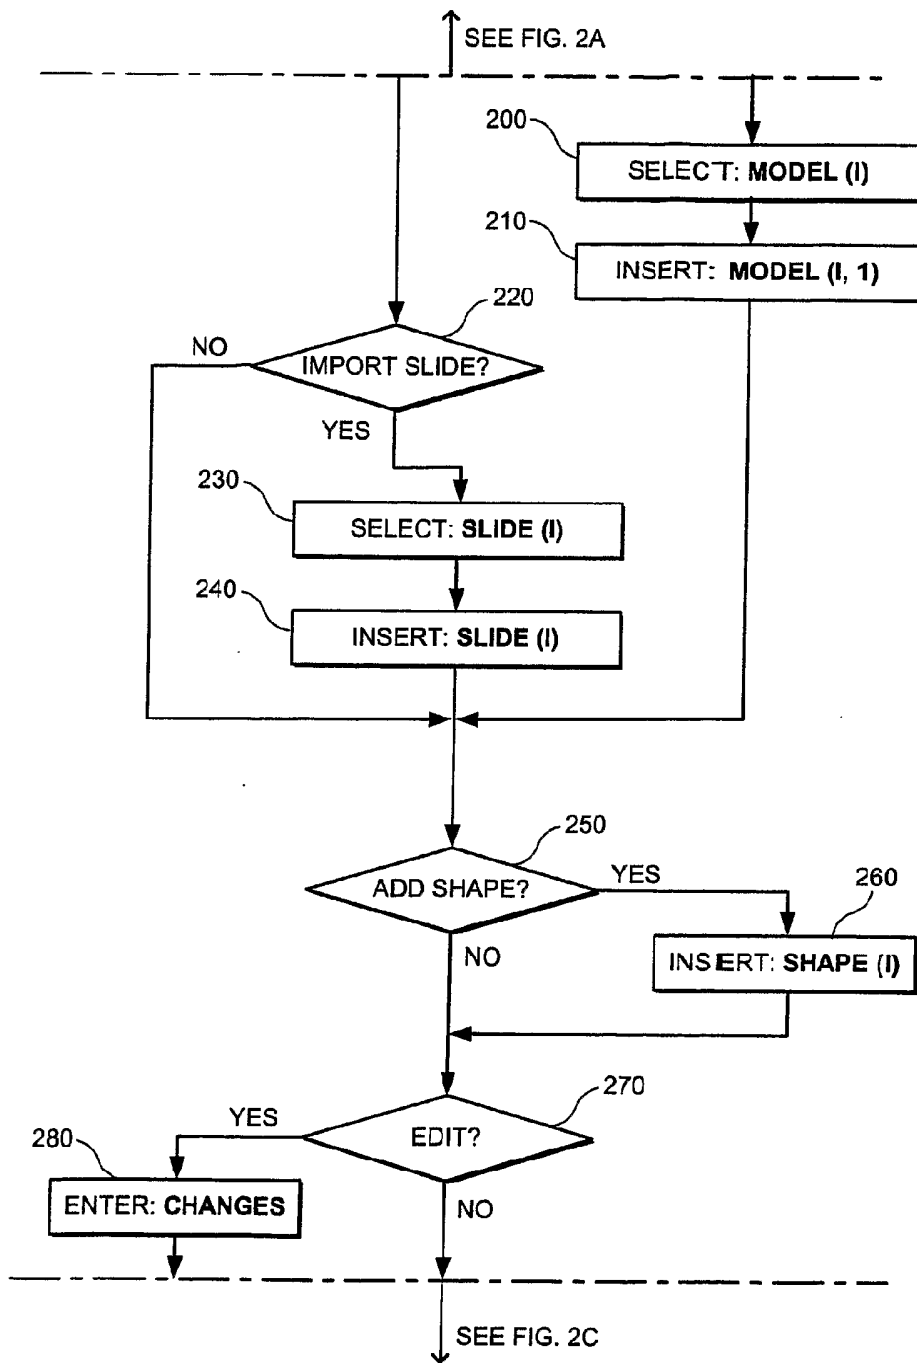 SEE FIG. 2A
200
SELECT: MODEL (I)
210
INSERT: MODEL (I, 1)
220
NO
IMPORT SLIDE?
YES
230
SELECT: SLIDE (I)
240
INSERT: SLIDE (I)
250
ADD SHAPE?
YES
260
NO
INSERT: SHAPE (I)
270
YES
EDIT?
280
ENTER: CHANGES
NO
SEE FIG. 2C